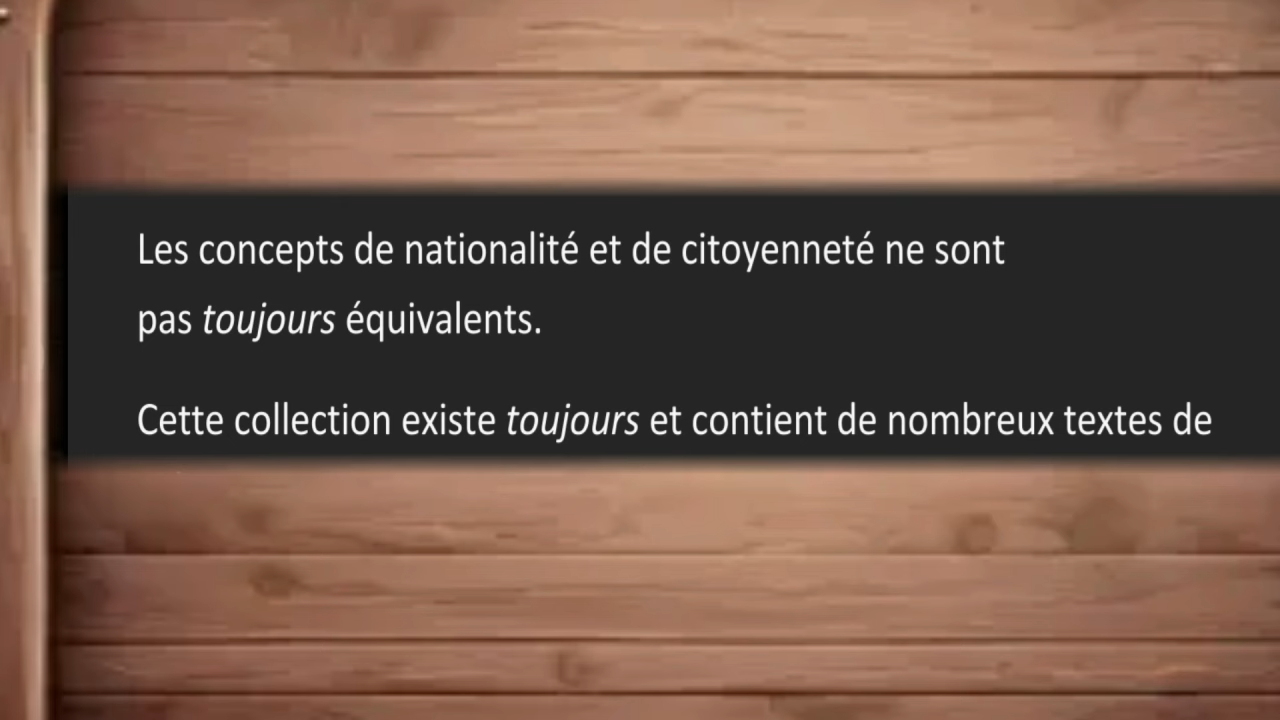 Les concepts de nationalité et de citoyenneté ne sont
pas toujours équivalents.
Cette collection existe toujours et contient de nombreux textes de